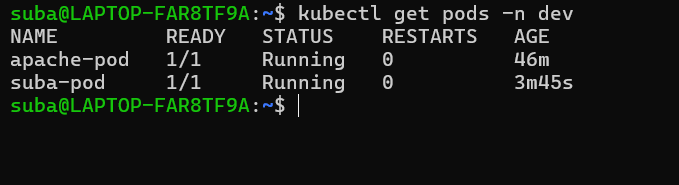 suba@LAPTOP-FAR8TF9A:~$ kubectl get pods -n dev
NAME         READY   STATUS    RESTARTS   AGE
apache-pod   1/1     Running   0          46m
suba-pod     1/1     Running   0          3m45s
suba@LAPTOP-FAR8TF9A:~$